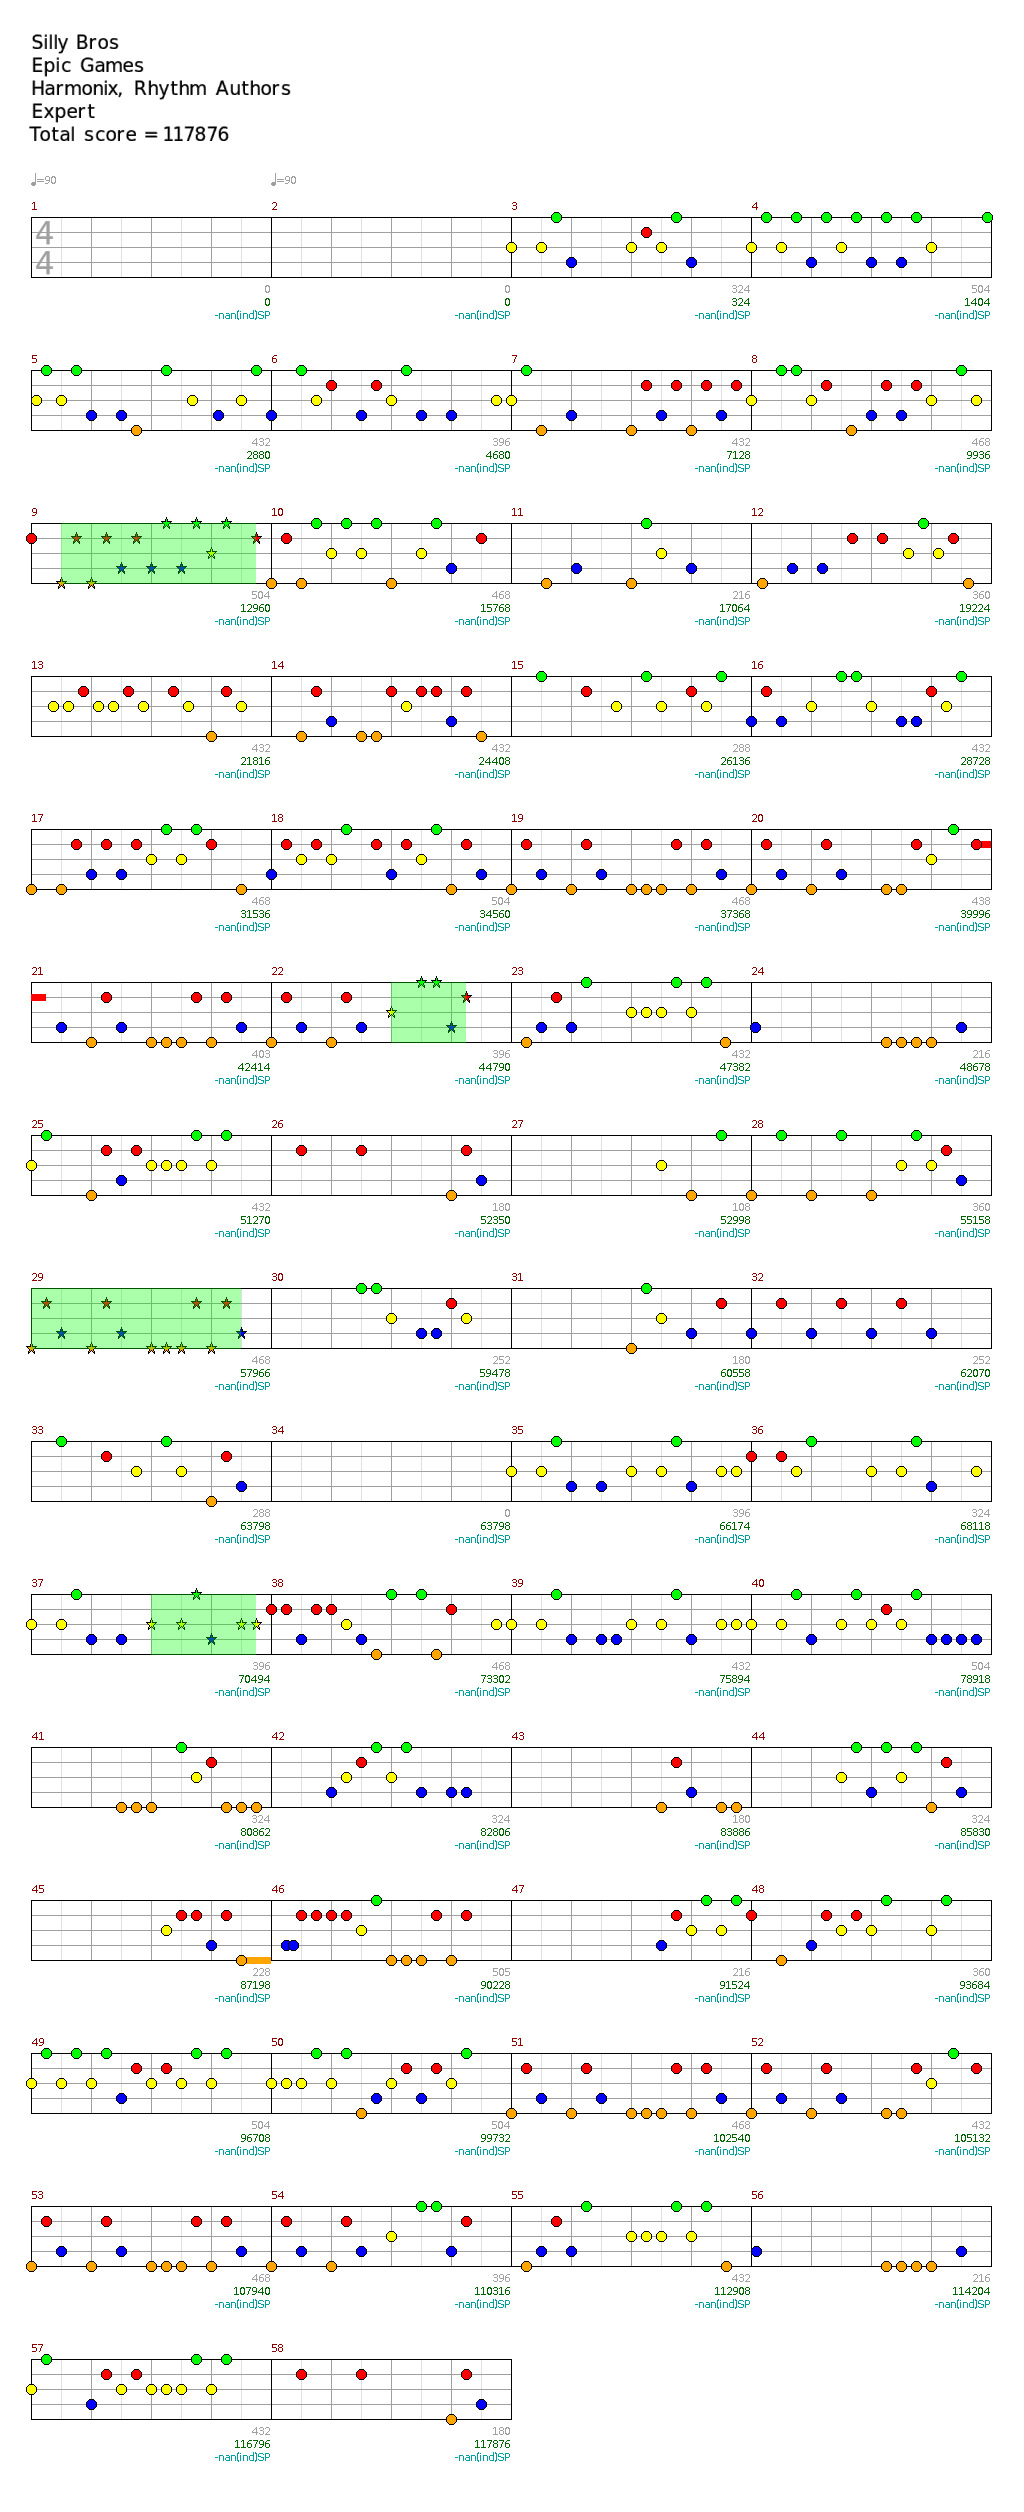 Silly Bros
Epic Games
Harmonix, Rhythm Authors
Expert
Total score = 117876
♩=90 ♩=90
1 2 3 4
4
4
0 0 324 504
0 0 324 1404
-nan(ind)SP -nan(ind)SP -nan(ind)SP -nan(ind)SP
5 6 7 8
432 396 432 468
2880 4680 7128 9936
-nan(ind)SP -nan(ind)SP -nan(ind)SP -nan(ind)SP
9 10 11 12
504 468 216 360
12960 15768 17064 19224
-nan(ind)SP -nan(ind)SP -nan(ind)SP -nan(ind)SP
13 14 15 16
432 432 288 432
21816 24408 26136 28728
-nan(ind)SP -nan(ind)SP -nan(ind)SP -nan(ind)SP
17 18 19 20
468 504 468 438
31536 34560 37368 39996
-nan(ind)SP -nan(ind)SP -nan(ind)SP -nan(ind)SP
21 22 23 24
403 396 432 216
42414 44790 47382 48678
-nan(ind)SP -nan(ind)SP -nan(ind)SP -nan(ind)SP
25 26 27 28
432 180 108 360
51270 52350 52998 55158
-nan(ind)SP -nan(ind)SP -nan(ind)SP -nan(ind)SP
29 30 31 32
468 252 180 252
57966 59478 60558 62070
-nan(ind)SP -nan(ind)SP -nan(ind)SP -nan(ind)SP
33 34 35 36
288 0 396 324
63798 63798 66174 68118
-nan(ind)SP -nan(ind)SP -nan(ind)SP -nan(ind)SP
37 38 39 40
396 468 432 504
70494 73302 75894 78918
-nan(ind)SP -nan(ind)SP -nan(ind)SP -nan(ind)SP
41 42 43 44
324 324 180 324
80862 82806 83886 85830
-nan(ind)SP -nan(ind)SP -nan(ind)SP -nan(ind)SP
45 46 47 48
228 505 216 360
87198 90228 91524 93684
-nan(ind)SP -nan(ind)SP -nan(ind)SP -nan(ind)SP
49 50 51 52
504 504 468 432
96708 99732 102540 105132
-nan(ind)SP -nan(ind)SP -nan(ind)SP -nan(ind)SP
53 54 55 56
468 396 432 216
107940 110316 112908 114204
-nan(ind)SP -nan(ind)SP -nan(ind)SP -nan(ind)SP
57 58
432 180
116796 117876
-nan(ind)SP -nan(ind)SP